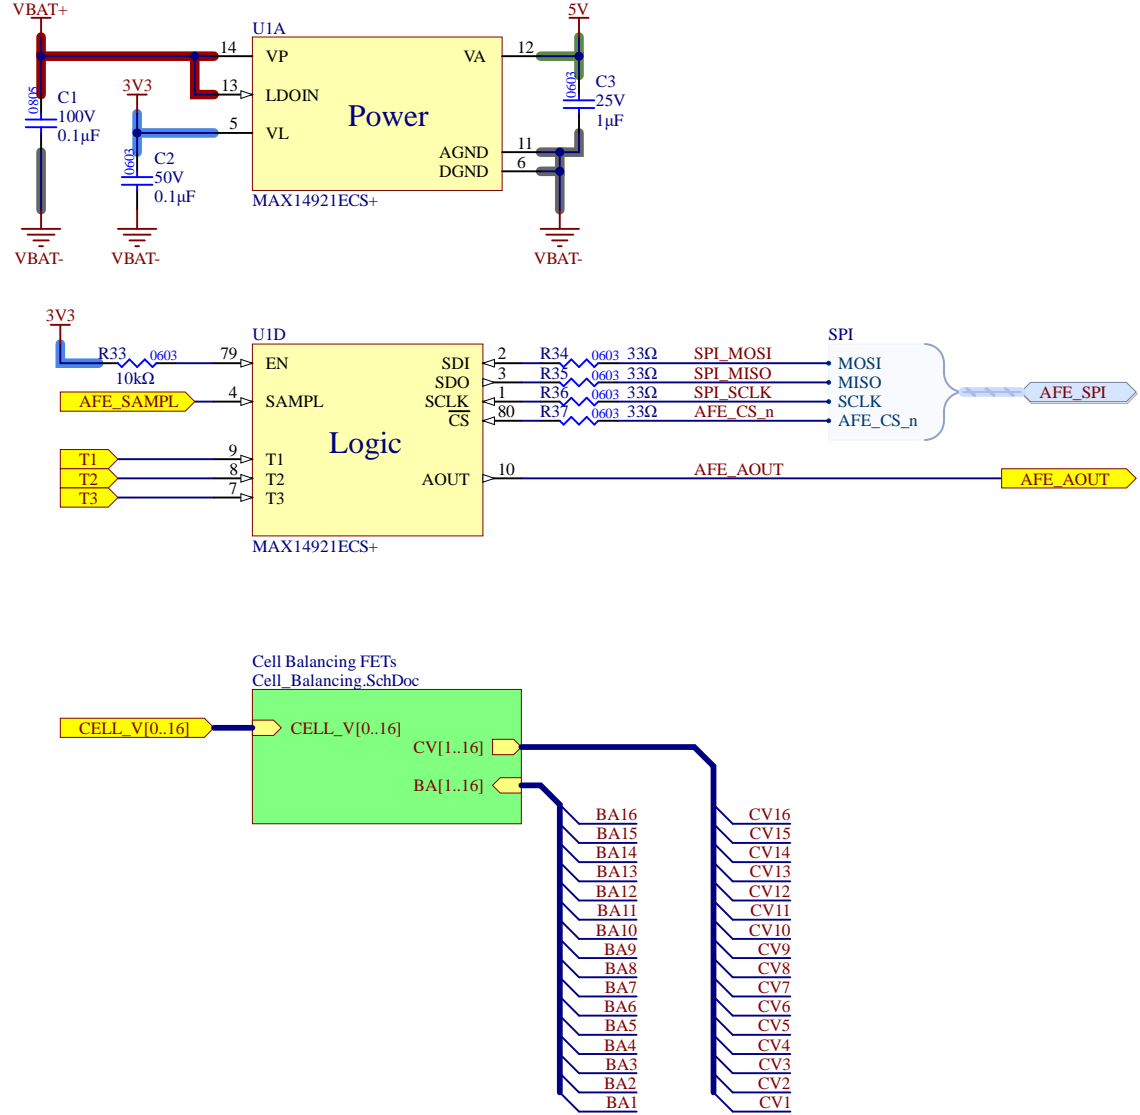 VBAT+
5V
U1A
14
VP
VA
12
3V3
13
LDOIN
0805
C1
100V
0.1µF
0603
C3
25V
1µF
Power
5
VL
0603
C2
50V
0.1µF
AGND
11
DGND
6
MAX14921ECS+
VBAT-
VBAT-
VBAT-
3V3
U1D
SPI
R33
0603
10kΩ
79
EN
SDI
2
R34
0603
33Ω
SPI_MOSI
MOSI
SDO
3
R35
0603
33Ω
SPI_MISO
MISO
AFE_SAMPL
4
SAMPL
SCLK
1
R36
0603
33Ω
SPI_SCLK
SCLK
AFE_SPI
CS
80
R37
0603
33Ω
AFE_CS_n
AFE_CS_n
Logic
T1
9
T1
T2
8
T2
T3
7
T3
AOUT
10
AFE_AOUT
AFE_AOUT
MAX14921ECS+
Cell Balancing FETs
Cell_Balancing.SchDoc
CELL_V[0..16]
CELL_V[0..16]
CV[1..16]
BA[1..16]
BA16
BA15
BA14
BA13
BA12
BA11
BA10
BA9
BA8
BA7
BA6
BA5
BA4
BA3
BA2
BA1
CV16
CV15
CV14
CV13
CV12
CV11
CV10
CV9
CV8
CV7
CV6
CV5
CV4
CV3
CV2
CV1